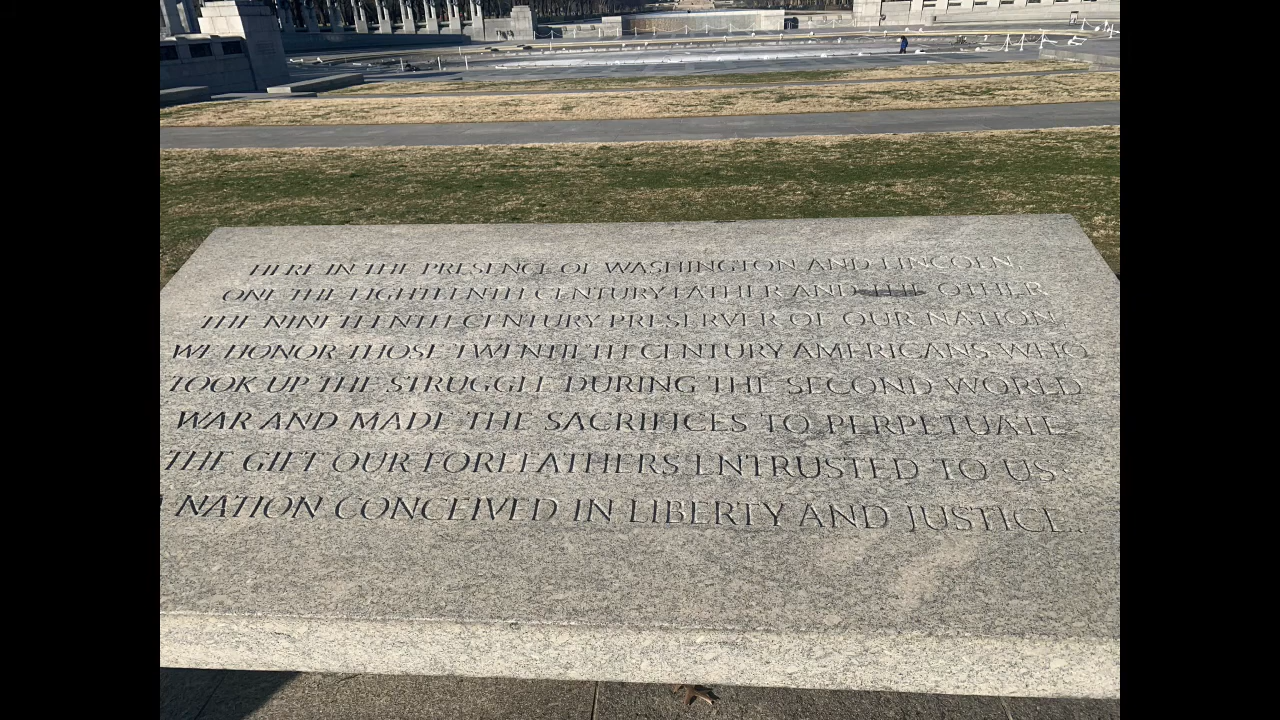 HERE IN THE PRESENCE OF WASHINGTON AND LINCOLN,
ONE THE EIGHTEENTH CENTURY FATHER AND THE OTHER
THE NINETEENTH CENTURY PRESERVER OF OUR NATION,
WE HONOR THOSE TWENTIETH CENTURY AMERICANS WHO
TOOK UP THE STRUGGLE DURING THE SECOND WORLD
WAR AND MADE THE SACRIFICES TO PERPETUATE
THE GIFT OUR FOREFATHERS ENTRUSTED TO US:
A NATION CONCEIVED IN LIBERTY AND JUSTICE.